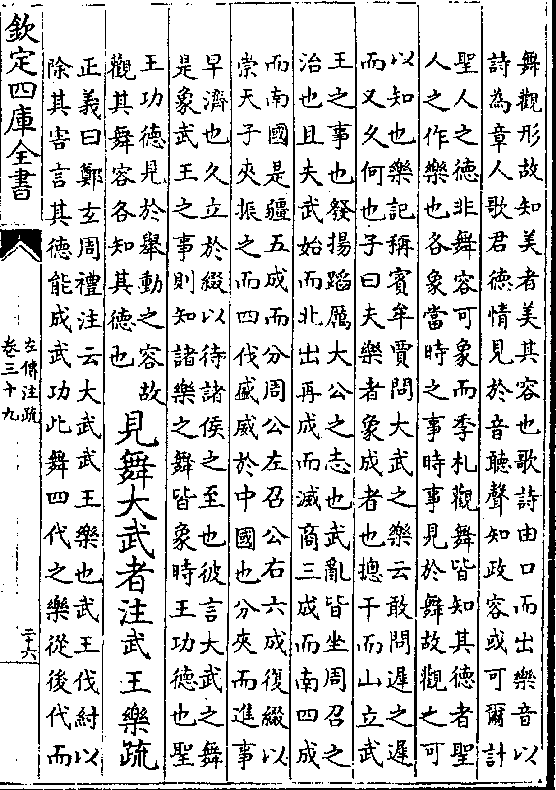 舞觀形故知美者美其容也歌詩由口而出樂音以
詩為章人歌君德情見於音聽聲知政容或可爾計
聖人之德非舞容可象而季札觀舞皆知其德者聖
人之作樂也各象當時之事時事見於舞故觀之可
以知也樂記稱賓牟賈問大武之樂云敢問遲之遲
而又久何也子曰夫樂者象成者也摠干而山立武
王之事也發揚蹈厲大公之志也武亂皆坐周召之
治也且夫武始而北出再成而滅商三成而南四成
而南國是疆五成而分周公左召公右六成復綴以
崇天子夾振之而四伐盛威於中國也分夾而進事
早濟也久立於綴以待諸侯之至也彼言大武之舞
是象武王之事則知諸樂之舞皆象時王功德也聖
王功德見於舉動之容故
觀其舞容各知其德也
見舞大武者注武王樂疏
正義曰鄭玄周禮注云大武武王樂也武王伐紂以
除其害言其德能成武功此舞四代之樂從後代而
欽定四庫全書
左傳注疏
卷三十九
二十六